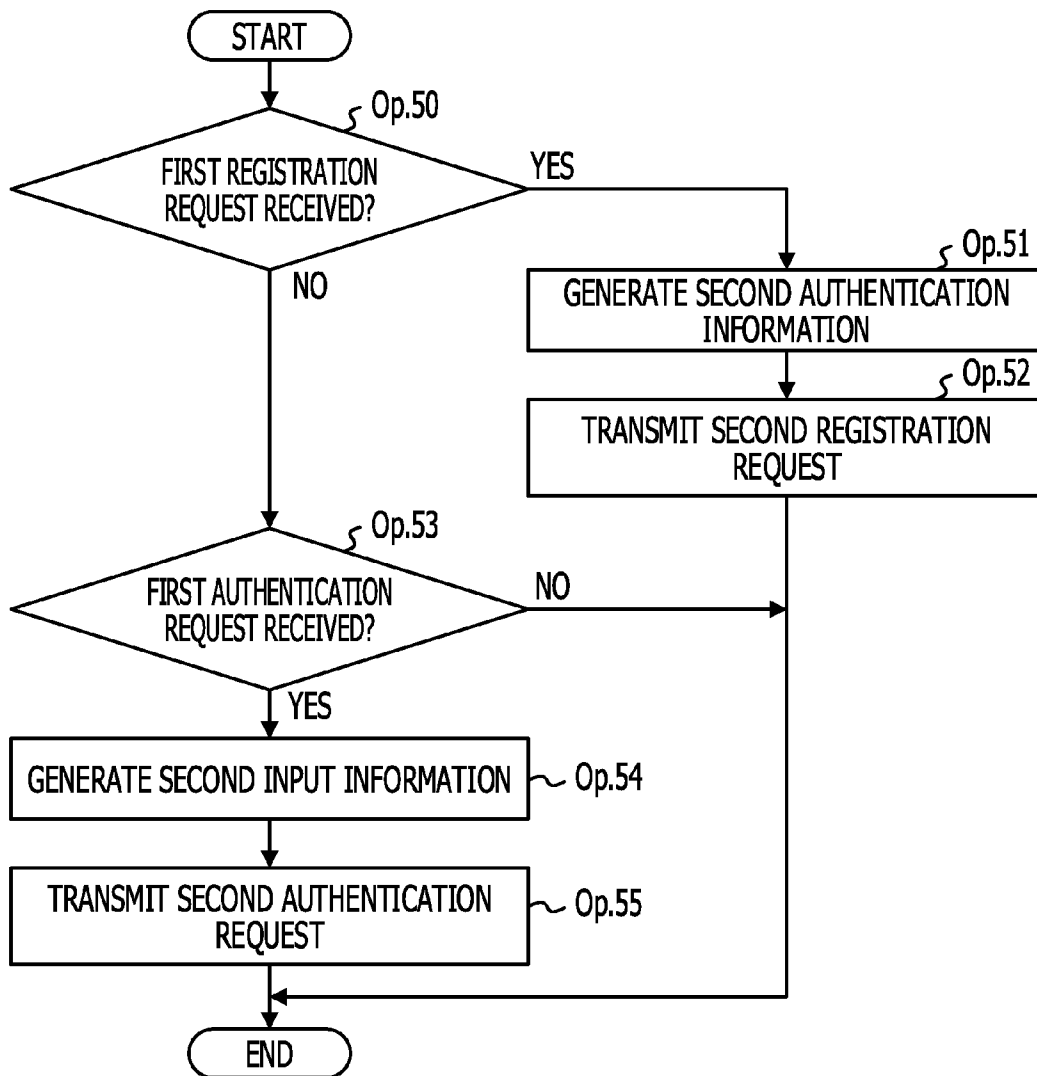 START
Op.50
FIRST REGISTRATION
REQUEST RECEIVED?
YES
NO
Op.51
GENERATE SECOND AUTHENTICATION
INFORMATION
Op.52
TRANSMIT SECOND REGISTRATION
REQUEST
Op.53
FIRST AUTHENTICATION
REQUEST RECEIVED?
NO
YES
GENERATE SECOND INPUT INFORMATION
Op.54
TRANSMIT SECOND AUTHENTICATION
REQUEST
Op.55
END